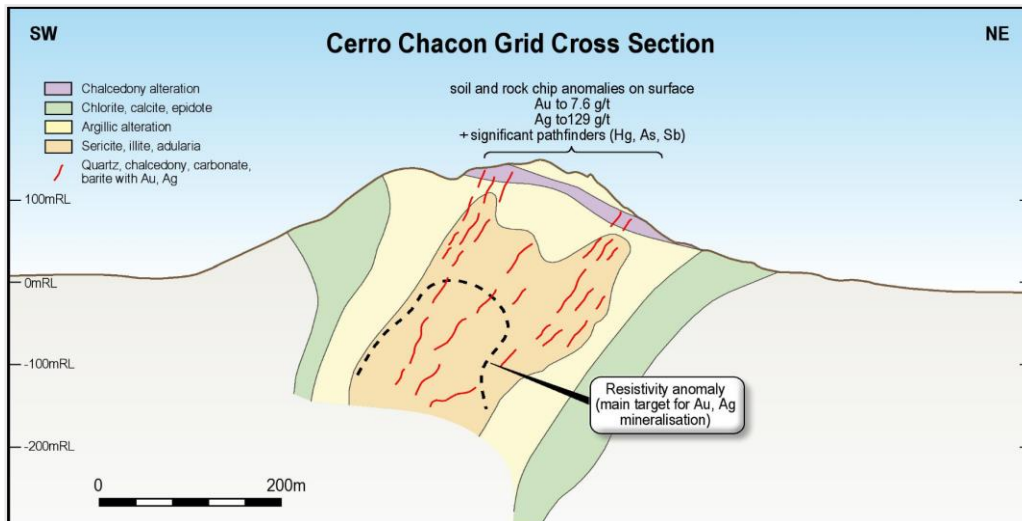 SW
Cerro Chacon Grid Cross Section
NE
Chalcedony alteration
Chlorite, calcite, epidote
Argillic alteration
Sericite, illite, adularia
Quartz, chalcedony, carbonate,
barite with Au, Ag
soil and rock chip anomalies on surface
Au to 7.6 g/t
Ag to129 g/t
+ significant pathfinders (Hg, As, Sb)
100mRL
0mRL
-100mRL
-200mRL
Resistivity anomaly
(main target for Au, Ag
mineralisation)
0 200m